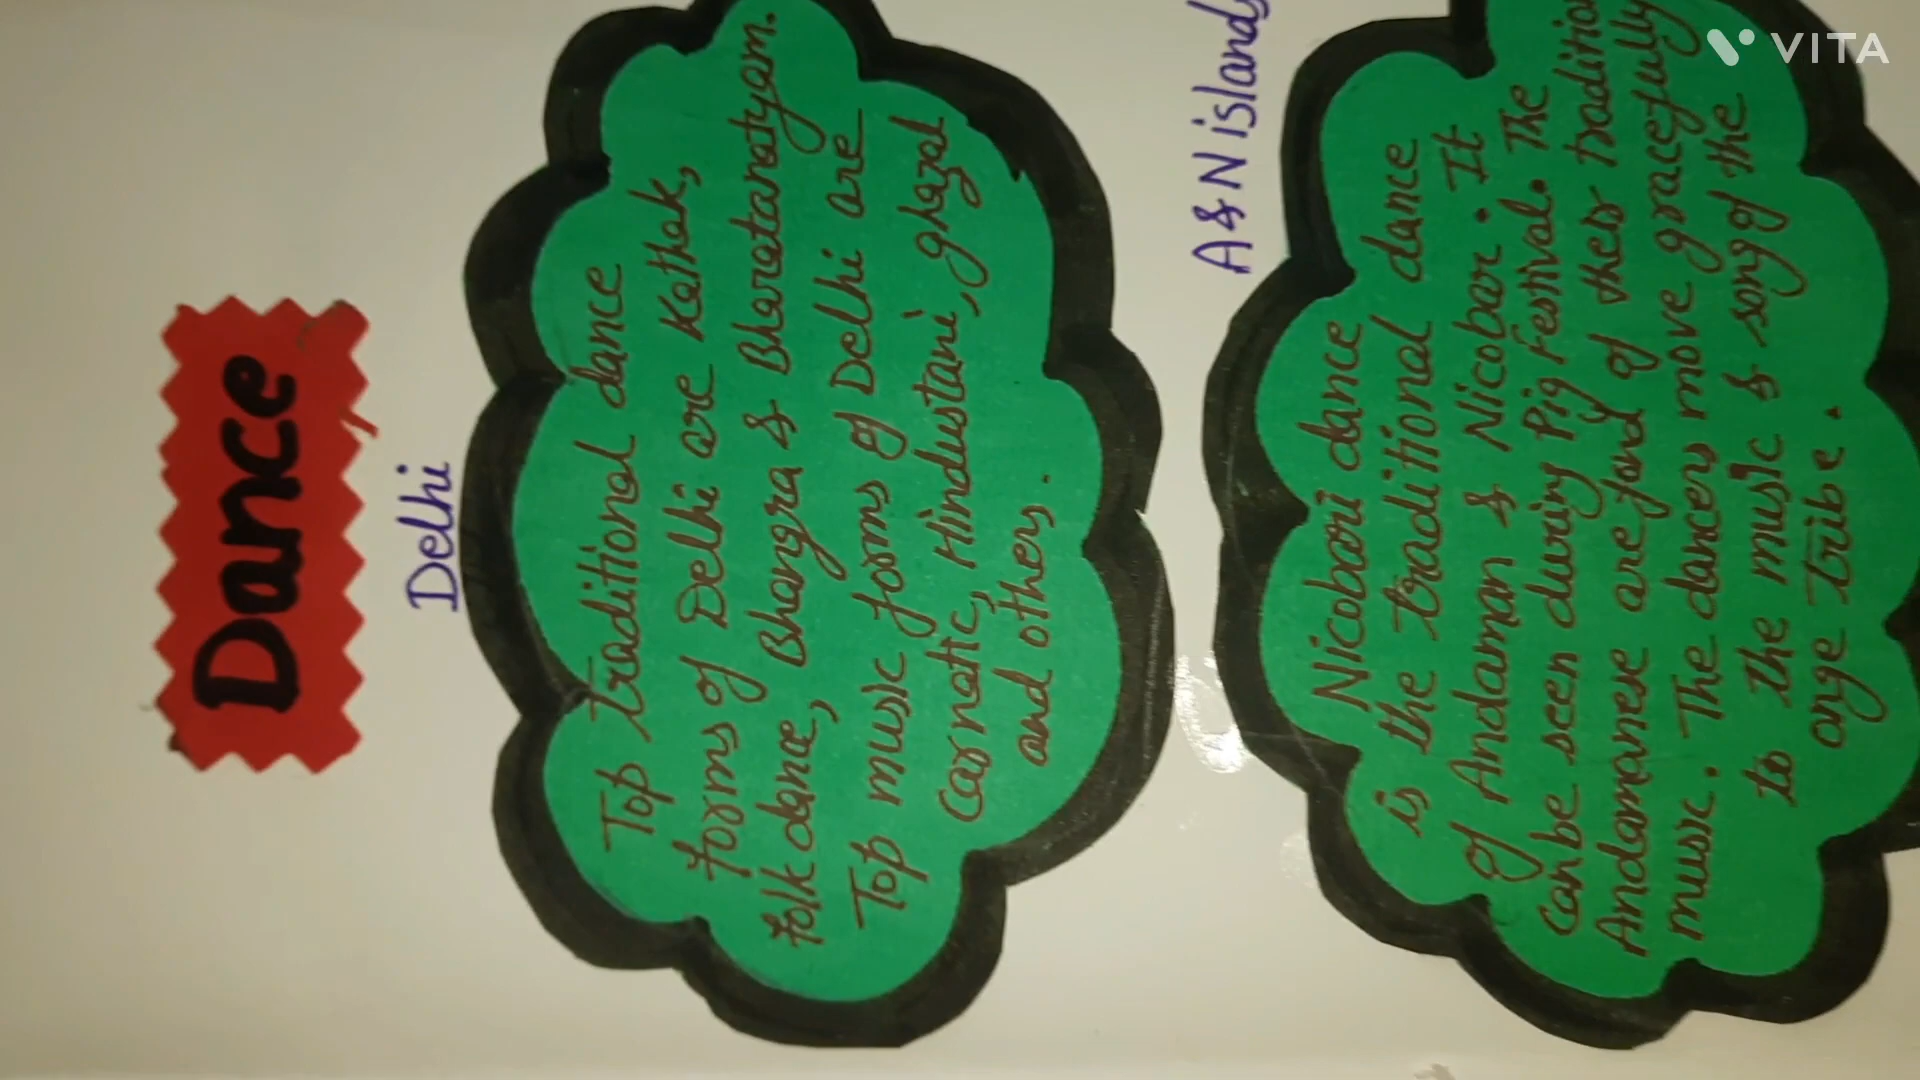 Dance
Delhi
Top traditional dance
forms of Delhi are Kathak,
folk dance, Bhangra & Bharatanatyam.
Top music forms of Delhi are
carnatic, Hindustani, ghazal
and others.
A & N islands
Nicobari dance
is the traditional dance
of Andaman & Nicobar. It
can be seen during Pig Festival. The
Andamanese are fond of their tradition
music. The dancers move gracefully
to the music & song of the
onge tribe.
VITA